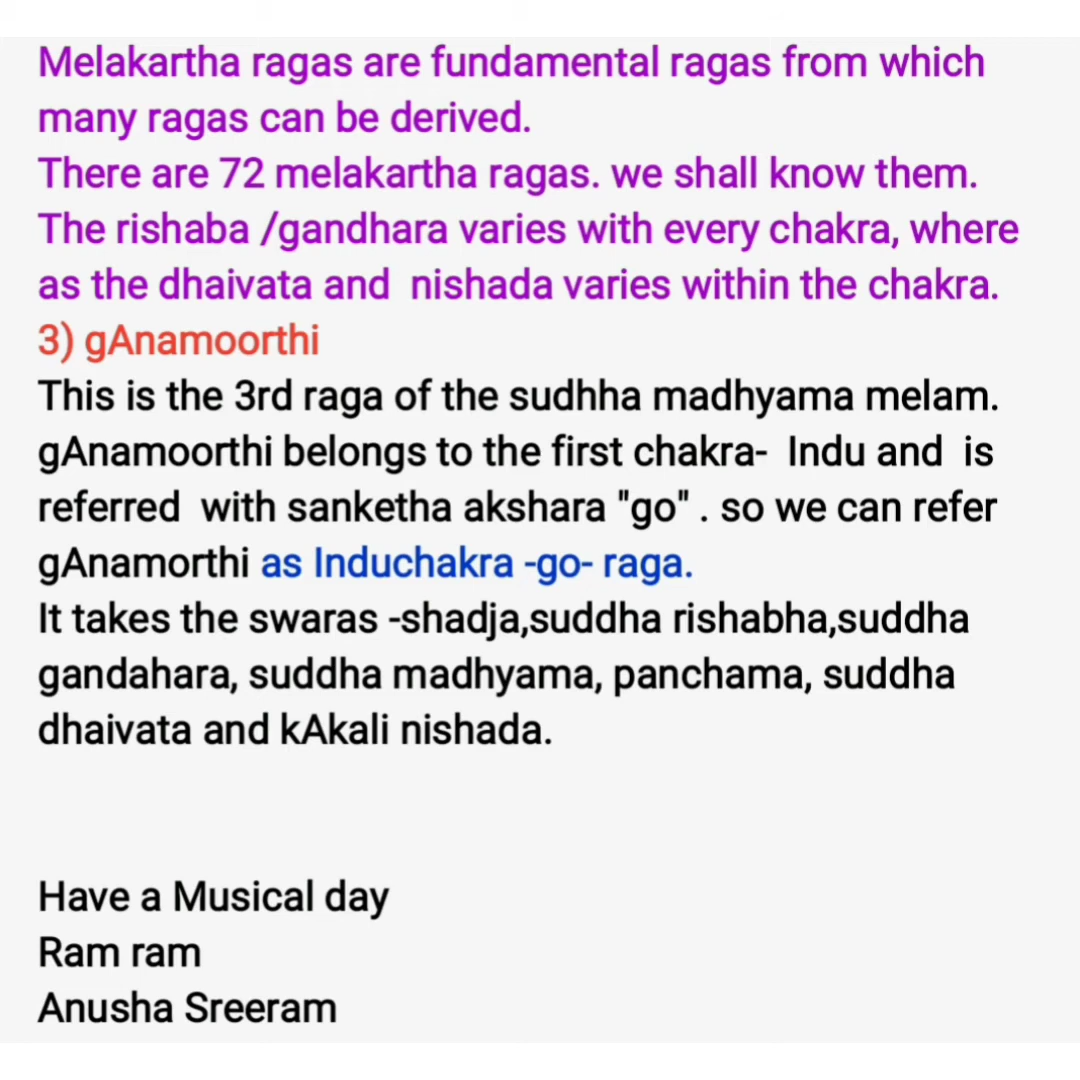 Melakartha ragas are fundamental ragas from which
many ragas can be derived.
There are 72 melakartha ragas. we shall know them.
The rishaba /gandhara varies with every chakra, where
as the dhaivata and  nishada varies within the chakra.
3) gAnamoorthi
This is the 3rd raga of the sudhha madhyama melam.
gAnamoorthi belongs to the first chakra-  Indu and  is
referred  with sanketha akshara "go" . so we can refer
gAnamorthi as Induchakra -go- raga.
It takes the swaras -shadja,suddha rishabha,suddha
gandahara, suddha madhyama, panchama, suddha
dhaivata and kAkali nishada.
Have a Musical day
Ram ram
Anusha Sreeram